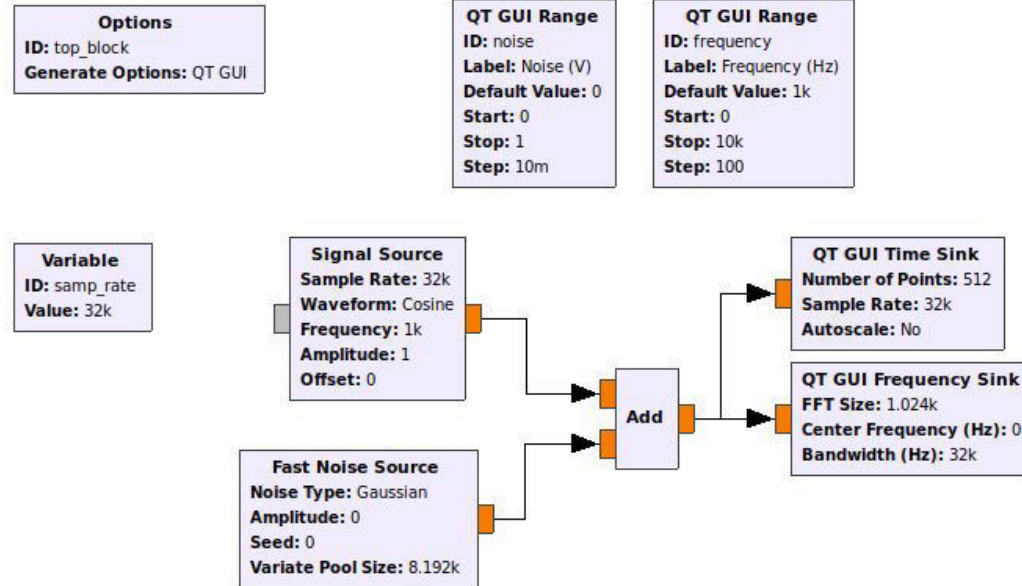 Options
ID: top_block
Generate Options: QT GUI
QT GUI Range
ID: noise
Label: Noise (V)
Default Value: 0
Start: 0
Stop: 1
Step: 10m
QT GUI Range
ID: frequency
Label: Frequency (Hz)
Default Value: 1k
Start: 0
Stop: 10k
Step: 100
Variable
ID: samp_rate
Value: 32k
Signal Source
Sample Rate: 32k
Waveform: Cosine
Frequency: 1k
Amplitude: 1
Offset: 0
Fast Noise Source
Noise Type: Gaussian
Amplitude: 0
Seed: 0
Variate Pool Size: 8.192k
Add
QT GUI Time Sink
Number of Points: 512
Sample Rate: 32k
Autoscale: No
QT GUI Frequency Sink
FFT Size: 1.024k
Center Frequency (Hz): 0
Bandwidth (Hz): 32k